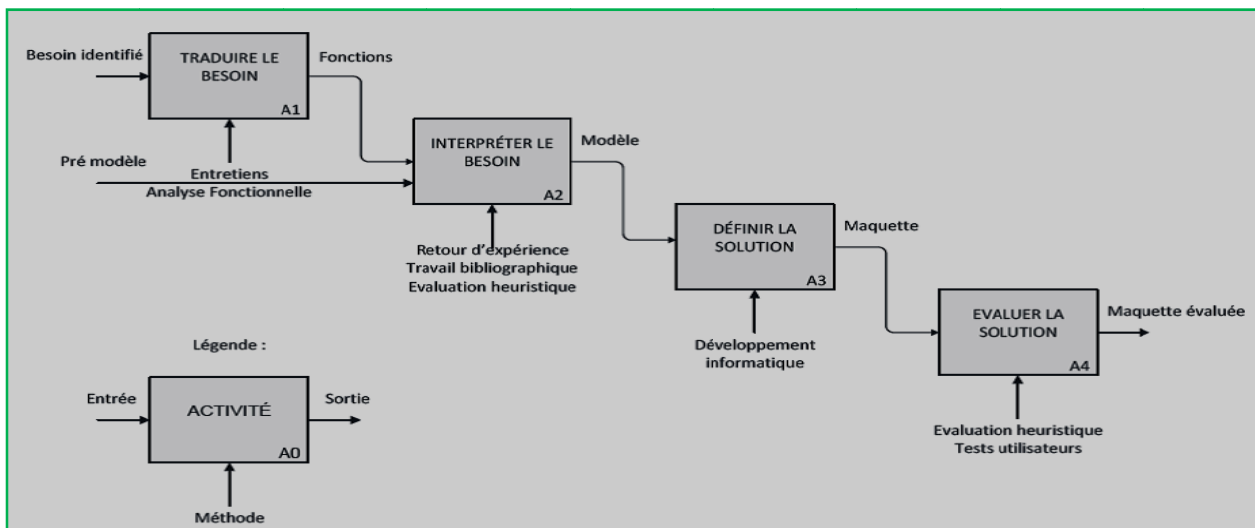 Besoin identifié
TRADUIRE LE
BESOIN
A1
Fonctions
Pré modèle
Entretiens
Analyse Fonctionnelle
INTERPRÉTER LE
BESOIN
A2
Modèle
Retour d'expérience
Travail bibliographique
Evaluation heuristique
DÉFINIR LA
SOLUTION
A3
Maquette
Développement
informatique
EVALUER LA
SOLUTION
A4
Maquette évaluée
Evaluation heuristique
Tests utilisateurs
Légende :
Entrée
ACTIVITÉ
A0
Sortie
Méthode